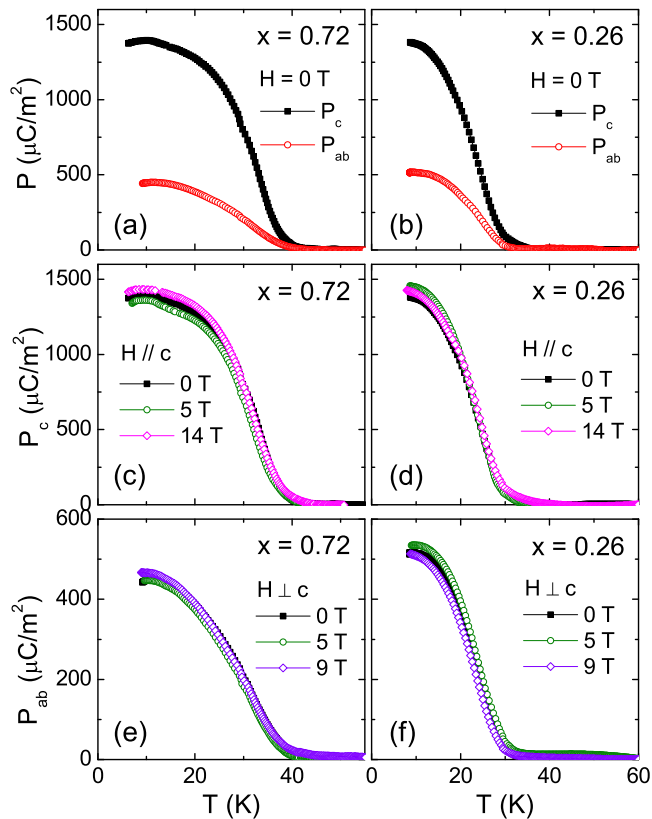 1500
1000
500
0
P (μC/m²)
x = 0.72
H = 0 T
P_c
P_ab
(a)
x = 0.26
H = 0 T
P_c
P_ab
(b)
1500
1000
500
0
P_c (μC/m²)
x = 0.72
H // c
0 T
5 T
14 T
(c)
x = 0.26
H // c
0 T
5 T
14 T
(d)
600
400
200
0
P_ab (μC/m²)
x = 0.72
H ⊥ c
0 T
5 T
9 T
(e)
x = 0.26
H ⊥ c
0 T
5 T
9 T
(f)
0 20 40
0 20 40 60
T (K)
T (K)